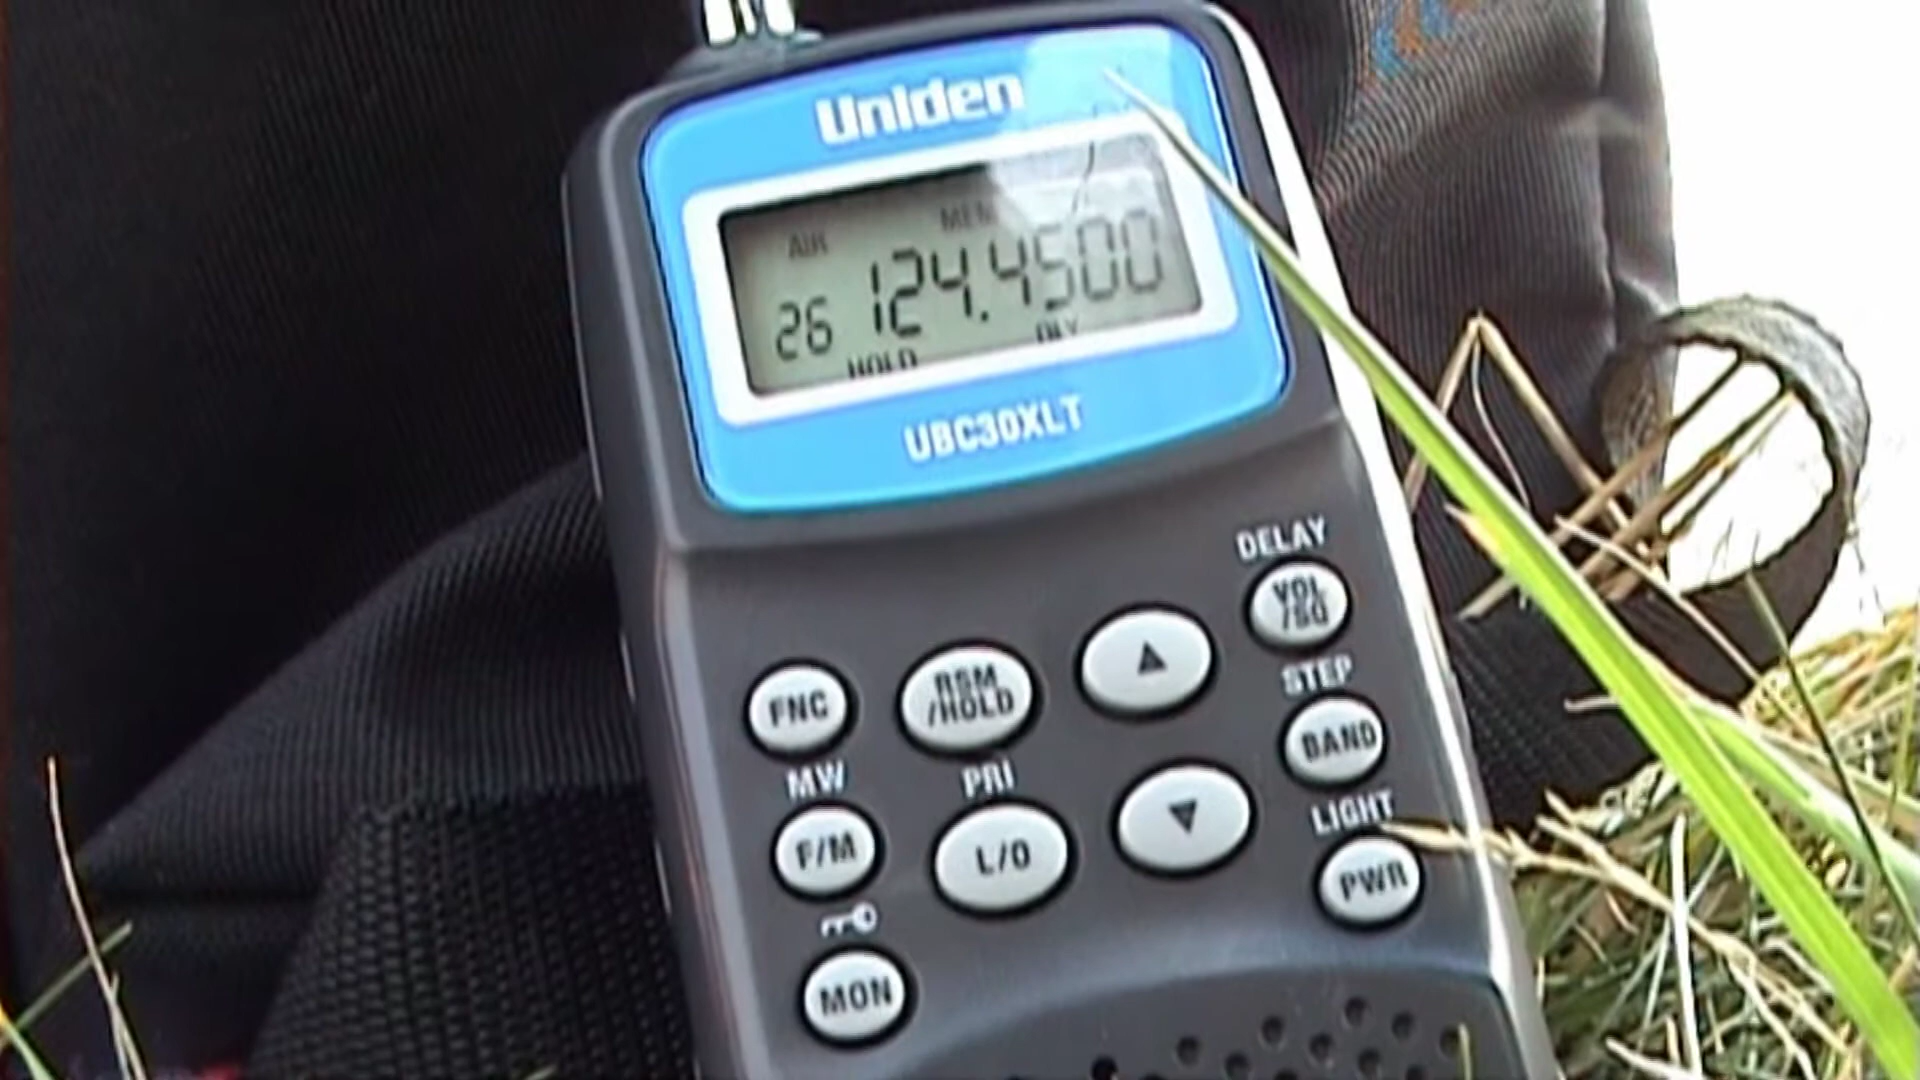 Uniden
AIR MEM
26 124.4500
HOLD DLY
UBC30XLT
DELAY
VOL
/SQ
FNC
RSM
/HOLD
▲
STEP
BAND
MW
PRI
F/M
L/O
▼
LIGHT
PWR
MON